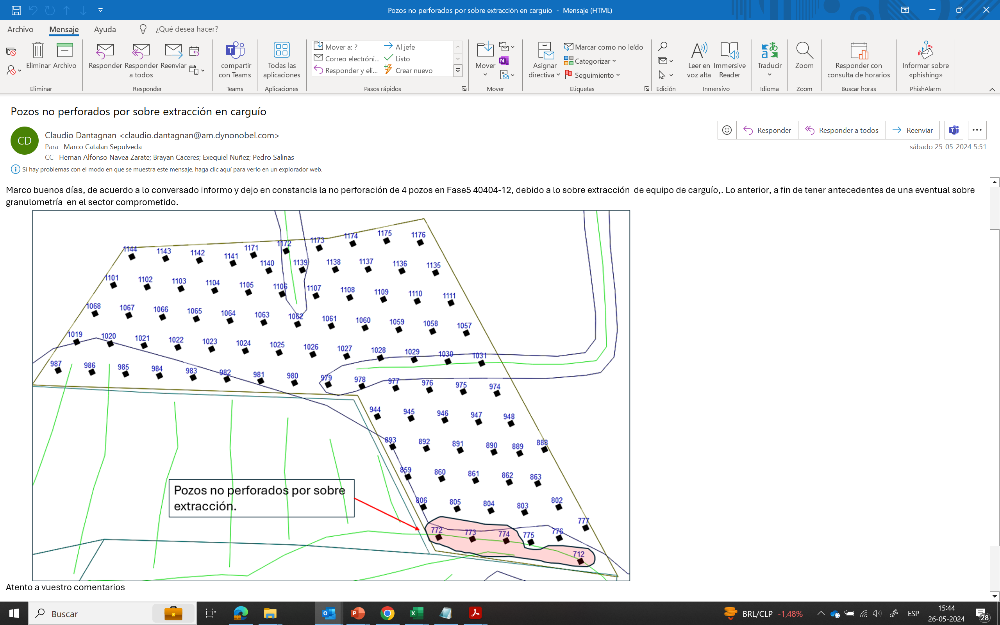 Pozos no perforados por sobre extracción en carguío - Mensaje (HTML)
Archivo Mensaje Ayuda ¿Qué desea hacer?
Eliminar Archivo
Eliminar
Responder Responder a todos Reenviar
Responder
compartir con Teams
Teams
Todas las aplicaciones
Aplicaciones
Mover a: ? Al jefe
Correo electróni... Listo
Responder y eli... Crear nuevo
Pasos rápidos
Mover
Mover
Asignar directiva
Marcar como no leído
Categorizar
Seguimiento
Etiquetas
Edición
Leer en voz alta Immersive Reader
Inmersivo
Traducir
Idioma
Zoom
Zoom
Responder con consulta de horarios
Buscar horas
Informar sobre «phishing»
PhishAlarm
Pozos no perforados por sobre extracción en carguío
CD
Claudio Dantagnan <claudio.dantagnan@am.dynonobel.com>
Para Marco Catalan Sepulveda
CC Hernan Alfonso Navea Zarate; Brayan Caceres; Exequiel Nuñez; Pedro Salinas
Responder Responder a todos Reenviar
sábado 25-05-2024 5:51
Si hay problemas con el modo en que se muestra este mensaje, haga clic aquí para verlo en un explorador web.
Marco buenos días, de acuerdo a lo conversado informo y dejo en constancia la no perforación de 4 pozos en Fase5 40404-12, debido a lo sobre extracción de equipo de carguío,. Lo anterior, a fin de tener antecedentes de una eventual sobre
granulometría en el sector comprometido.
1144 1143 1142 1141 1171 1172 1173 1174 1175 1176
1140 1139 1138 1137 1136 1135
1101 1102 1103 1104 1105 1106 1107 1108 1109 1110 1111
1068 1067 1066 1065 1064 1063 1062 1061 1060 1059 1058 1057
1019 1020 1021 1022 1023 1024 1025 1026 1027 1028 1029 1030 1031
987 986 985 984 983 982 981 980 979 978 977 976 975 974
944 945 946 947 948
893 892 891 890 889 888
859 860 861 862 863
806 805 804 803 802
772 773 774 775 776 777
712
Pozos no perforados por sobre
extracción.
Atento a vuestro comentarios
Buscar
BRL/CLP -1,48%
ESP
15:44
26-05-2024
28